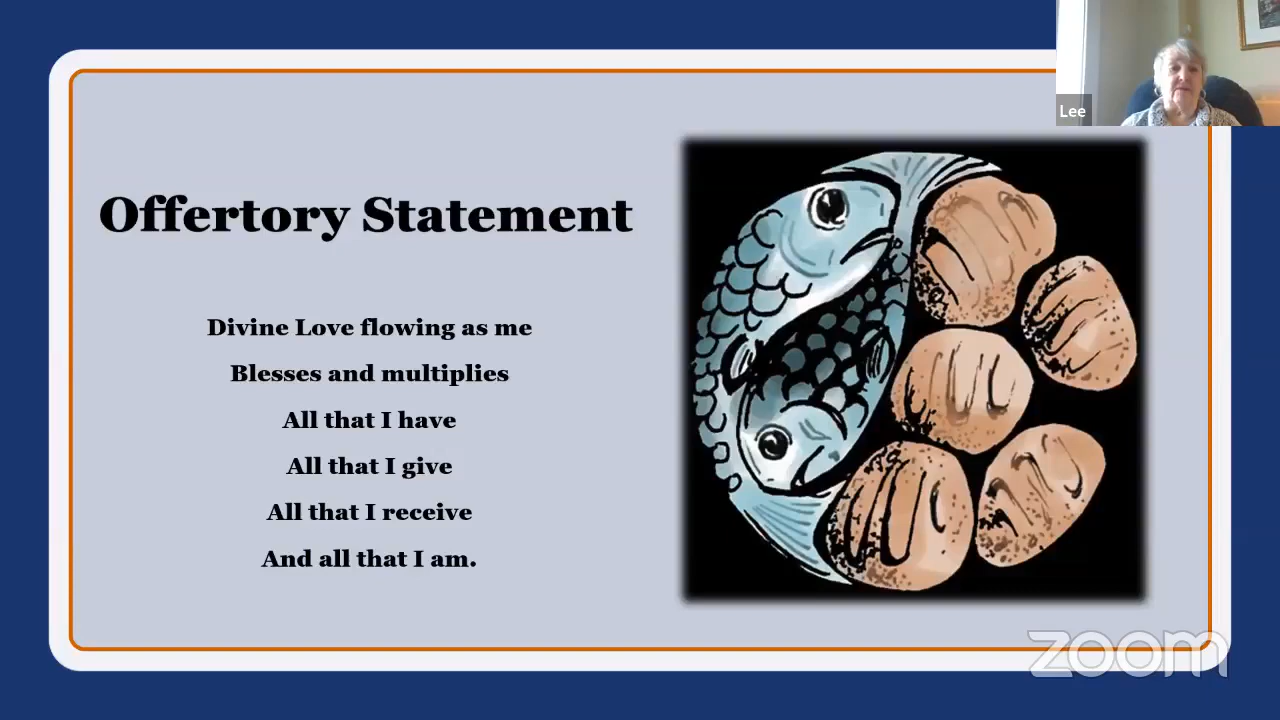 Lee
Offertory Statement
Divine Love flowing as me
Blesses and multiplies
All that I have
All that I give
All that I receive
And all that I am.
zoom